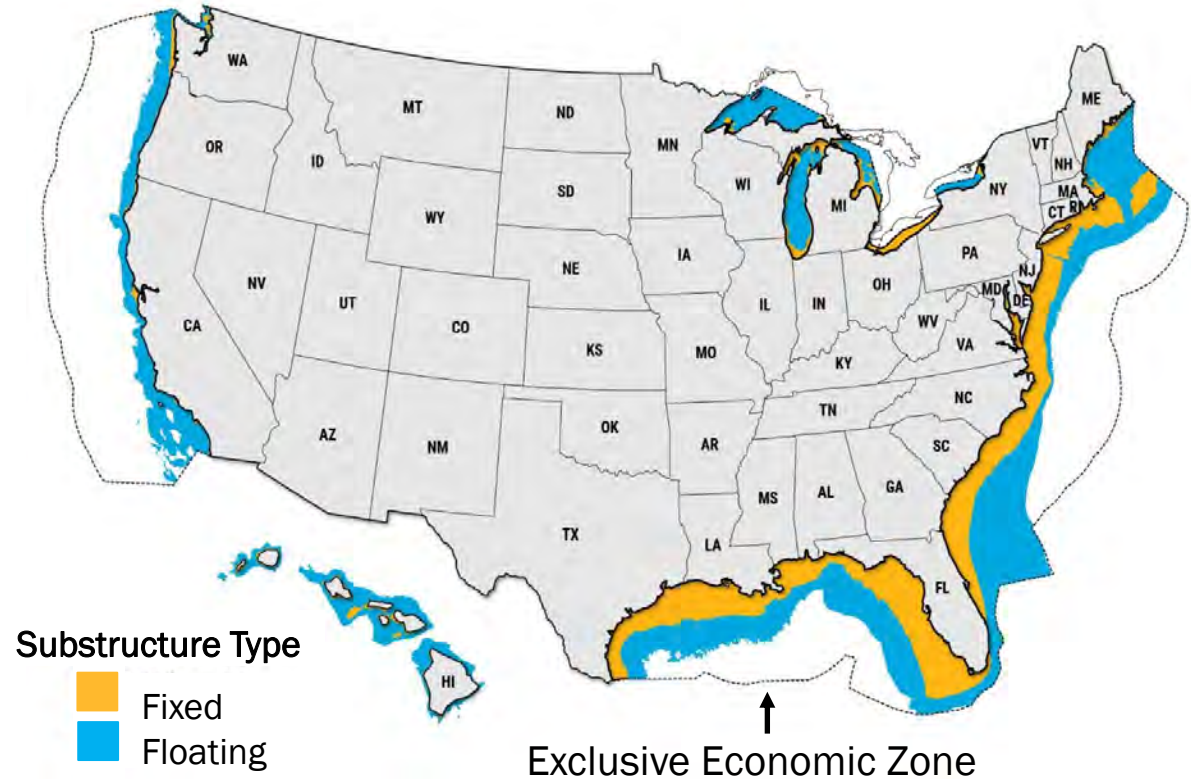 WA
MT
ND
MN
ME
VT
NH
OR
ID
SD
WI
MI
NY
MA
CT RI
WY
IA
PA
NJ
NE
NV
UT
IL
IN
OH
MD
DE
CA
CO
WV
VA
KS
MO
KY
NC
TN
AZ
NM
OK
AR
SC
MS
AL
GA
TX
LA
FL
HI
Substructure Type
Fixed
Floating
Exclusive Economic Zone